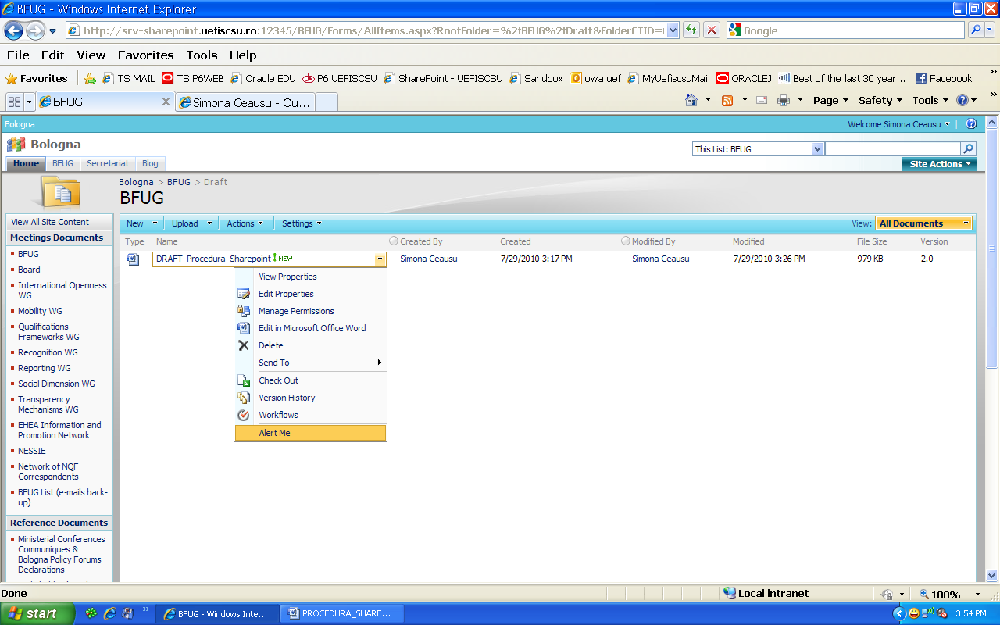 BFUG - Windows Internet Explorer
http://srv-sharepoint.uefiscsu.ro:12345/BFUG/Forms/AllItems.aspx?RootFolder=%2fBFUG%2fDraft&FolderCTID=
Google
File Edit View Favorites Tools Help
Favorites TS MAIL TS P6WEB Oracle EDU P6 UEFISCSU SharePoint - UEFISCSU Sandbox owa uef MyUefiscsuMail ORACLEJ Best of the last 30 year... Facebook
BFUG Simona Ceausu - Ou... Page Safety Tools
Bologna Welcome Simona Ceausu
Bologna This List: BFUG
Home BFUG Secretariat Blog Site Actions
Bologna > BFUG > Draft
BFUG
View All Site Content
Meetings Documents
BFUG
Board
International Openness
WG
Mobility WG
Qualifications
Frameworks WG
Recognition WG
Reporting WG
Social Dimension WG
Transparency
Mechanisms WG
EHEA Information and
Promotion Network
NESSIE
Network of NQF
Correspondents
BFUG List (e-mails back-
up)
Reference Documents
Ministerial Conferences
Communiques &
Bologna Policy Forums
Declarations
New Upload Actions Settings View: All Documents
Type Name Created By Created Modified By Modified File Size Version
DRAFT_Procedura_Sharepoint ! NEW Simona Ceausu 7/29/2010 3:17 PM Simona Ceausu 7/29/2010 3:26 PM 979 KB 2.0
View Properties
Edit Properties
Manage Permissions
Edit in Microsoft Office Word
Delete
Send To
Check Out
Version History
Workflows
Alert Me
Done Local intranet 100%
start BFUG - Windows Inte... PROCEDURA_SHARE... 3:54 PM